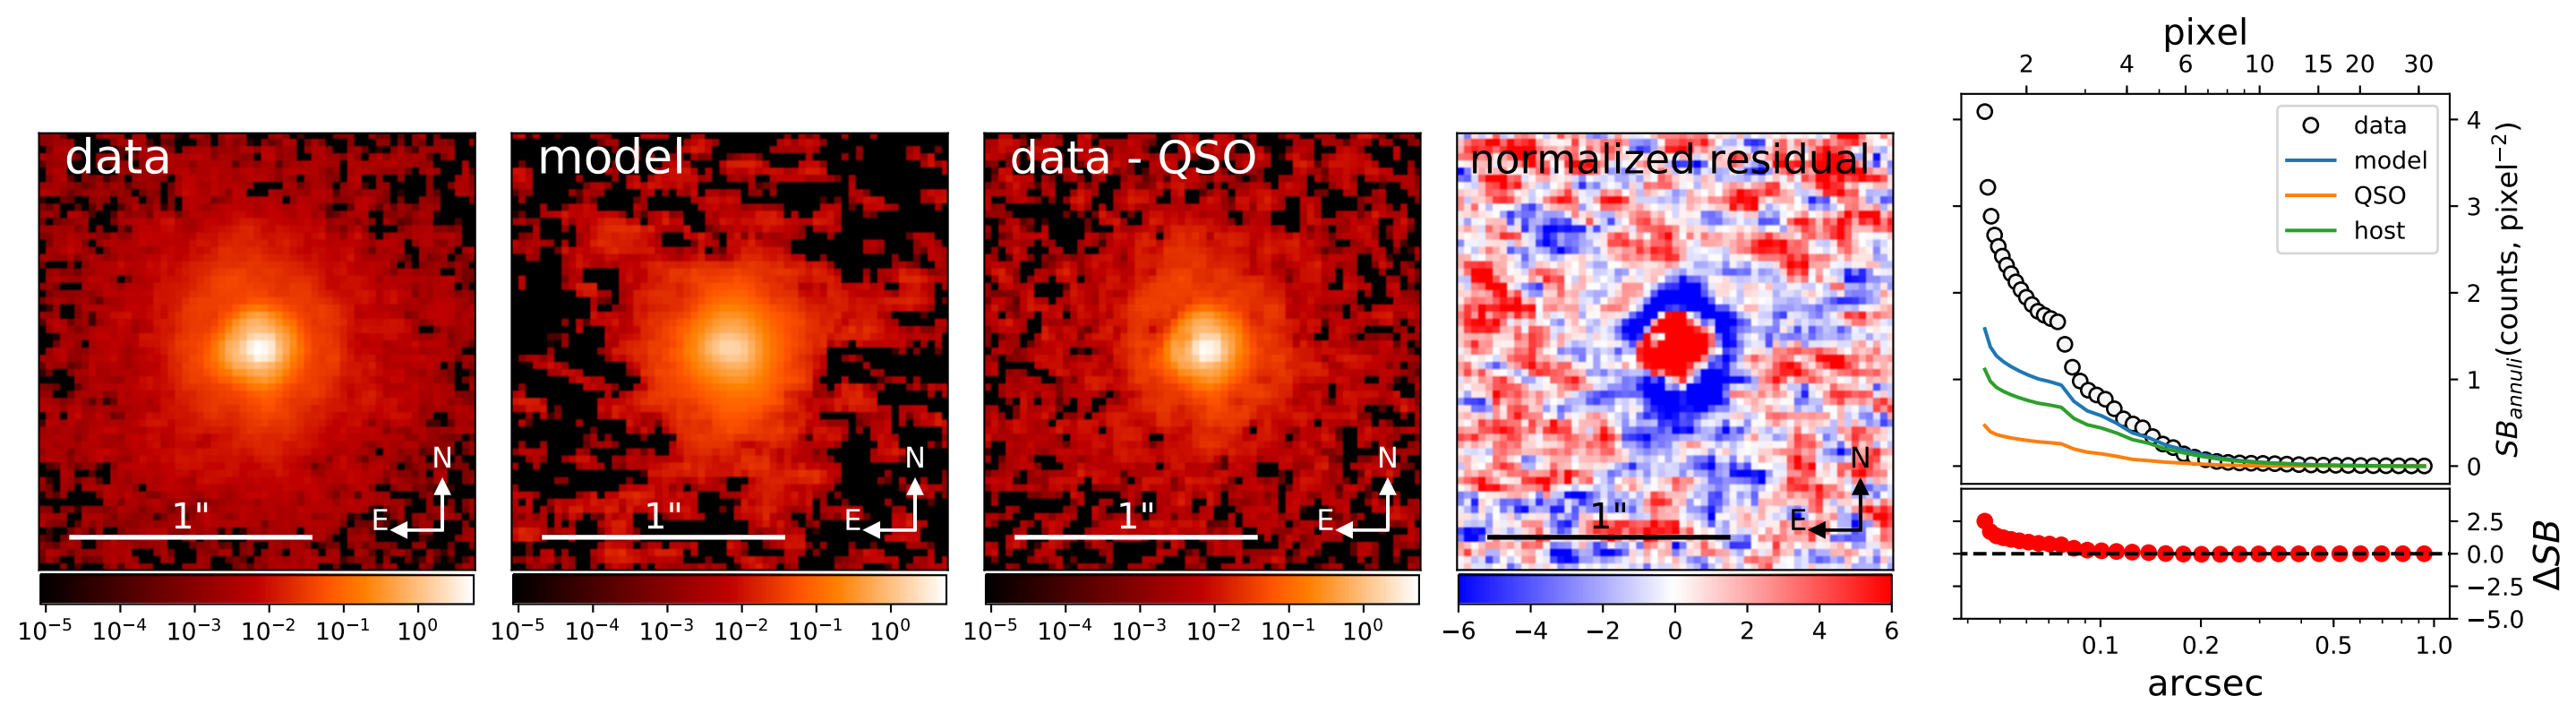 data
N
E
1"
10⁻⁵ 10⁻⁴ 10⁻³ 10⁻² 10⁻¹ 10⁰
model
N
E
1"
10⁻⁵ 10⁻⁴ 10⁻³ 10⁻² 10⁻¹ 10⁰
data - QSO
N
E
1"
10⁻⁵ 10⁻⁴ 10⁻³ 10⁻² 10⁻¹ 10⁰
normalized residual
N
E
1"
−6 −4 −2 0 2 4 6
pixel
2 4 6 10 15 20 30
data
model
QSO
host
4
3
2
1
0
SB_annuli(counts, pixel⁻²)
2.5
0.0
−2.5
−5.0
ΔSB
0.1 0.2 0.5 1.0
arcsec